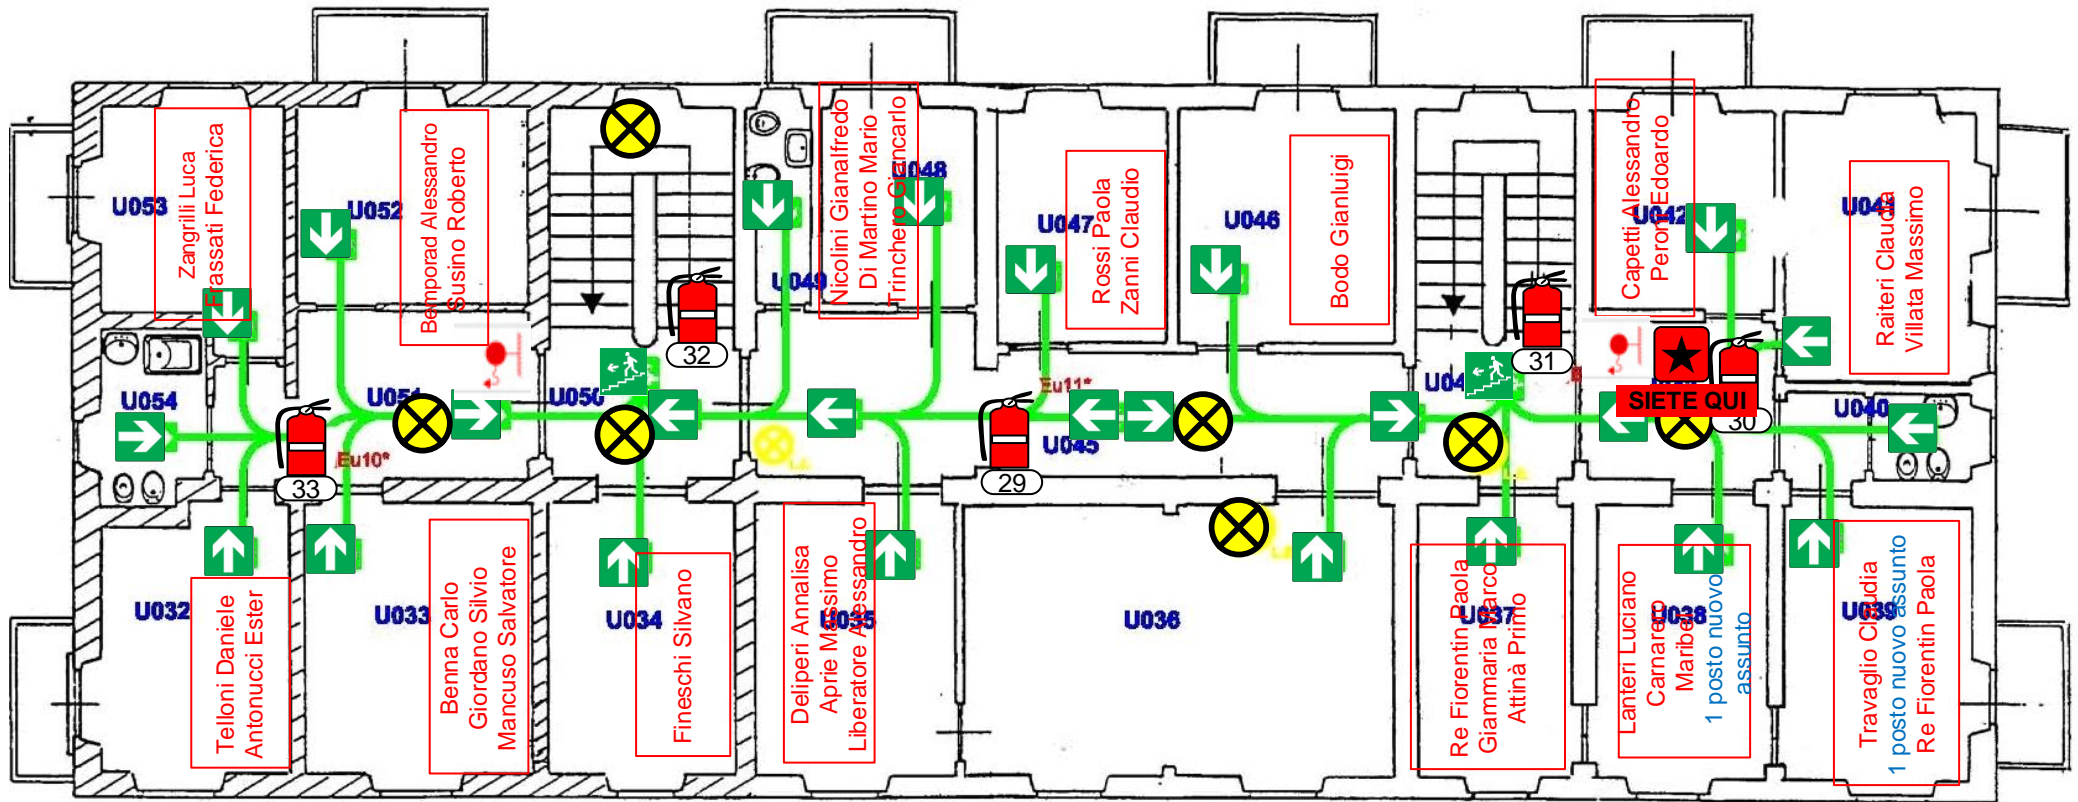 U053
Zangrilli Luca
Frassati Federica
U052
Bemporad Alessandro
Susino Roberto
U049
Nicolini Gianalfredo
Di Martino Mario
Trinchero Giancarlo
U048
U047
Rossi Paola
Zanni Claudio
U046
Bodo Gianluigi
Capetti Alessandro
Peroni Edoardo
U042
Raiteri Claudia
Villata Massimo
U054
U051
U050
32
31
Eu11*
SIETE QUI
30
U040
Eu10*
33
29
U045
U032
Telloni Daniele
Antonucci Ester
U033
Benna Carlo
Giordano Silvio
Mancuso Salvatore
U034
Fineschi Silvano
Deliperi Annalisa
Aprie Massimo
Liberatore Alessandro
U035
U036
Re Fiorentin Paola
Giammaria Marco
Attinà Primo
U037
Lanteri Luciano
Carnarero
Maribel
1 posto nuovo
assunto
U038
Travaglio Claudia
1 posto nuovo assunto
Re Fiorentin Paola
U039